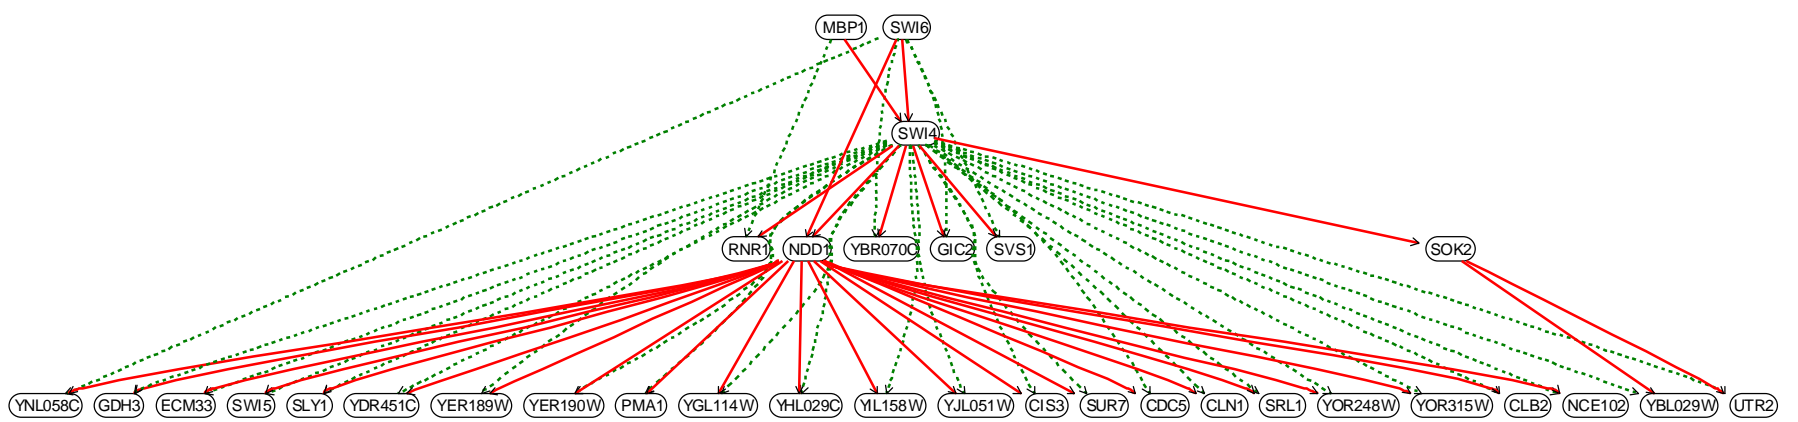 MBP1 SWI6
SWI4
RNR1 NDD1 YBR070C GIC2 SVS1 SOK2
YNL058C GDH3 ECM33 SWI5 SLY1 YDR451C YER189W YER190W PMA1 YGL114W YHL029C YIL158W YJL051W CIS3 SUR7 CDC5 CLN1 SRL1 YOR248W YOR315W CLB2 NCE102 YBL029W UTR2